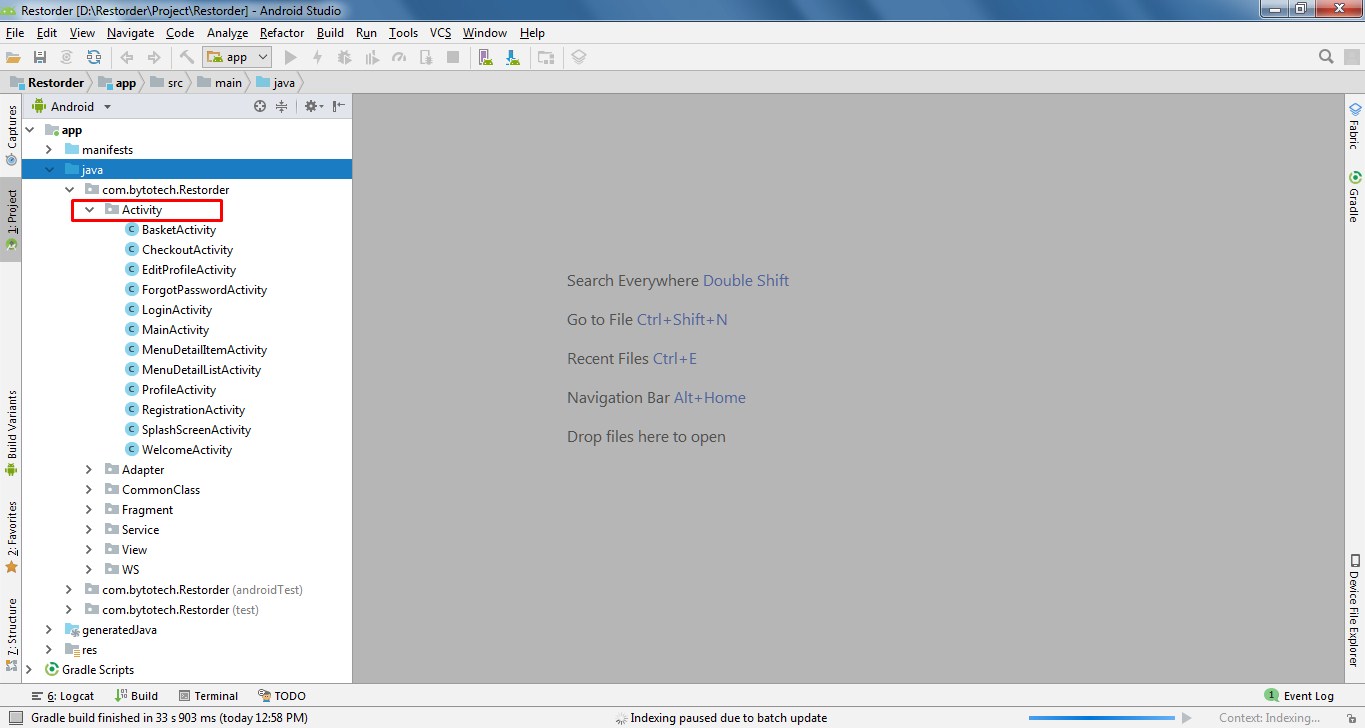 Restorder [D:\Restorder\Project\Restorder] - Android Studio
File Edit View Navigate Code Analyze Refactor Build Run Tools VCS Window Help
app
Restorder app src main java
Captures
1: Project
Build Variants
2: Favorites
7: Structure
Android
app
manifests
java
com.bytotech.Restorder
Activity
BasketActivity
CheckoutActivity
EditProfileActivity
ForgotPasswordActivity
LoginActivity
MainActivity
MenuDetailItemActivity
MenuDetailListActivity
ProfileActivity
RegistrationActivity
SplashScreenActivity
WelcomeActivity
Adapter
CommonClass
Fragment
Service
View
WS
com.bytotech.Restorder (androidTest)
com.bytotech.Restorder (test)
generatedJava
res
Gradle Scripts
Search Everywhere Double Shift
Go to File Ctrl+Shift+N
Recent Files Ctrl+E
Navigation Bar Alt+Home
Drop files here to open
Fabric
Gradle
Device File Explorer
6: Logcat Build Terminal TODO 1 Event Log
Gradle build finished in 33 s 903 ms (today 12:58 PM) Indexing paused due to batch update Context: Indexing...